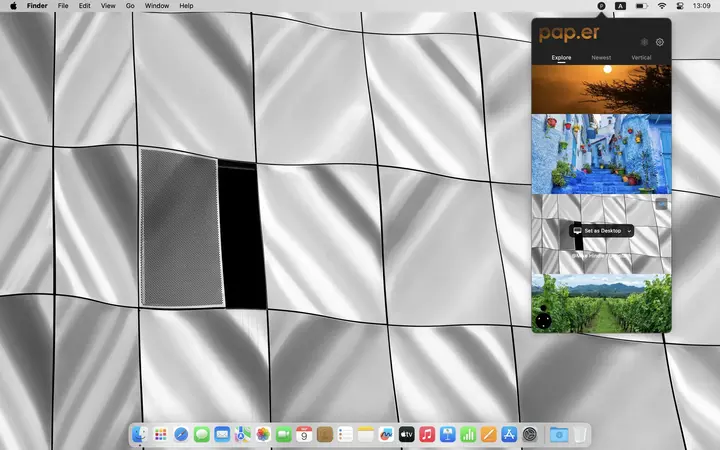 Finder File Edit View Go Window Help
A
13:09
pap.er
Explore Newest Vertical
Set as Desktop
9
tv